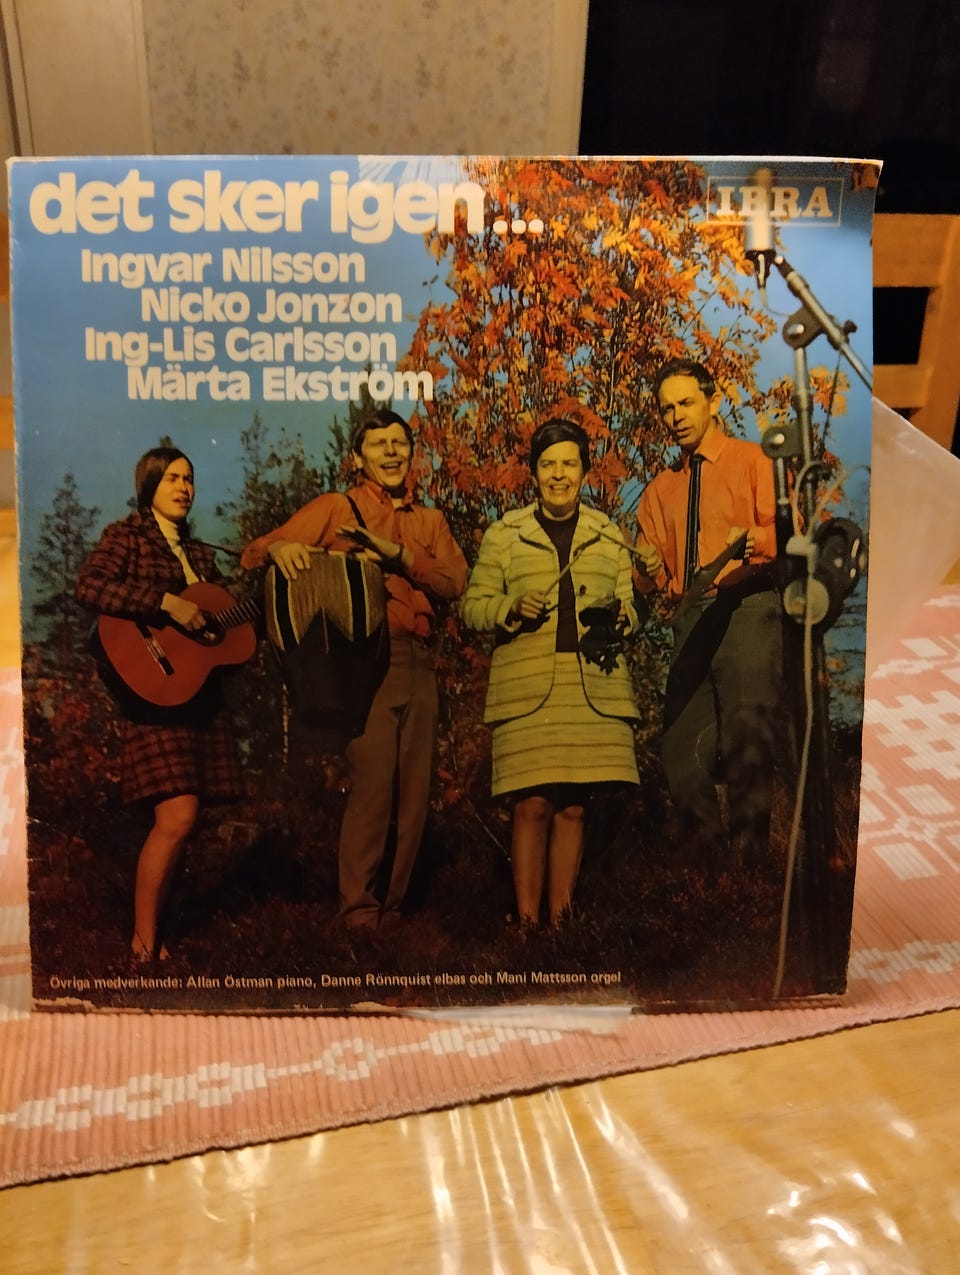 det sker igen...
IBRA
Ingvar Nilsson
Nicko Jonzon
Ing-Lis Carlsson
Märta Ekström
Övriga medverkande: Allan Östman piano, Danne Rönnquist elbas och Mani Mattsson orgel